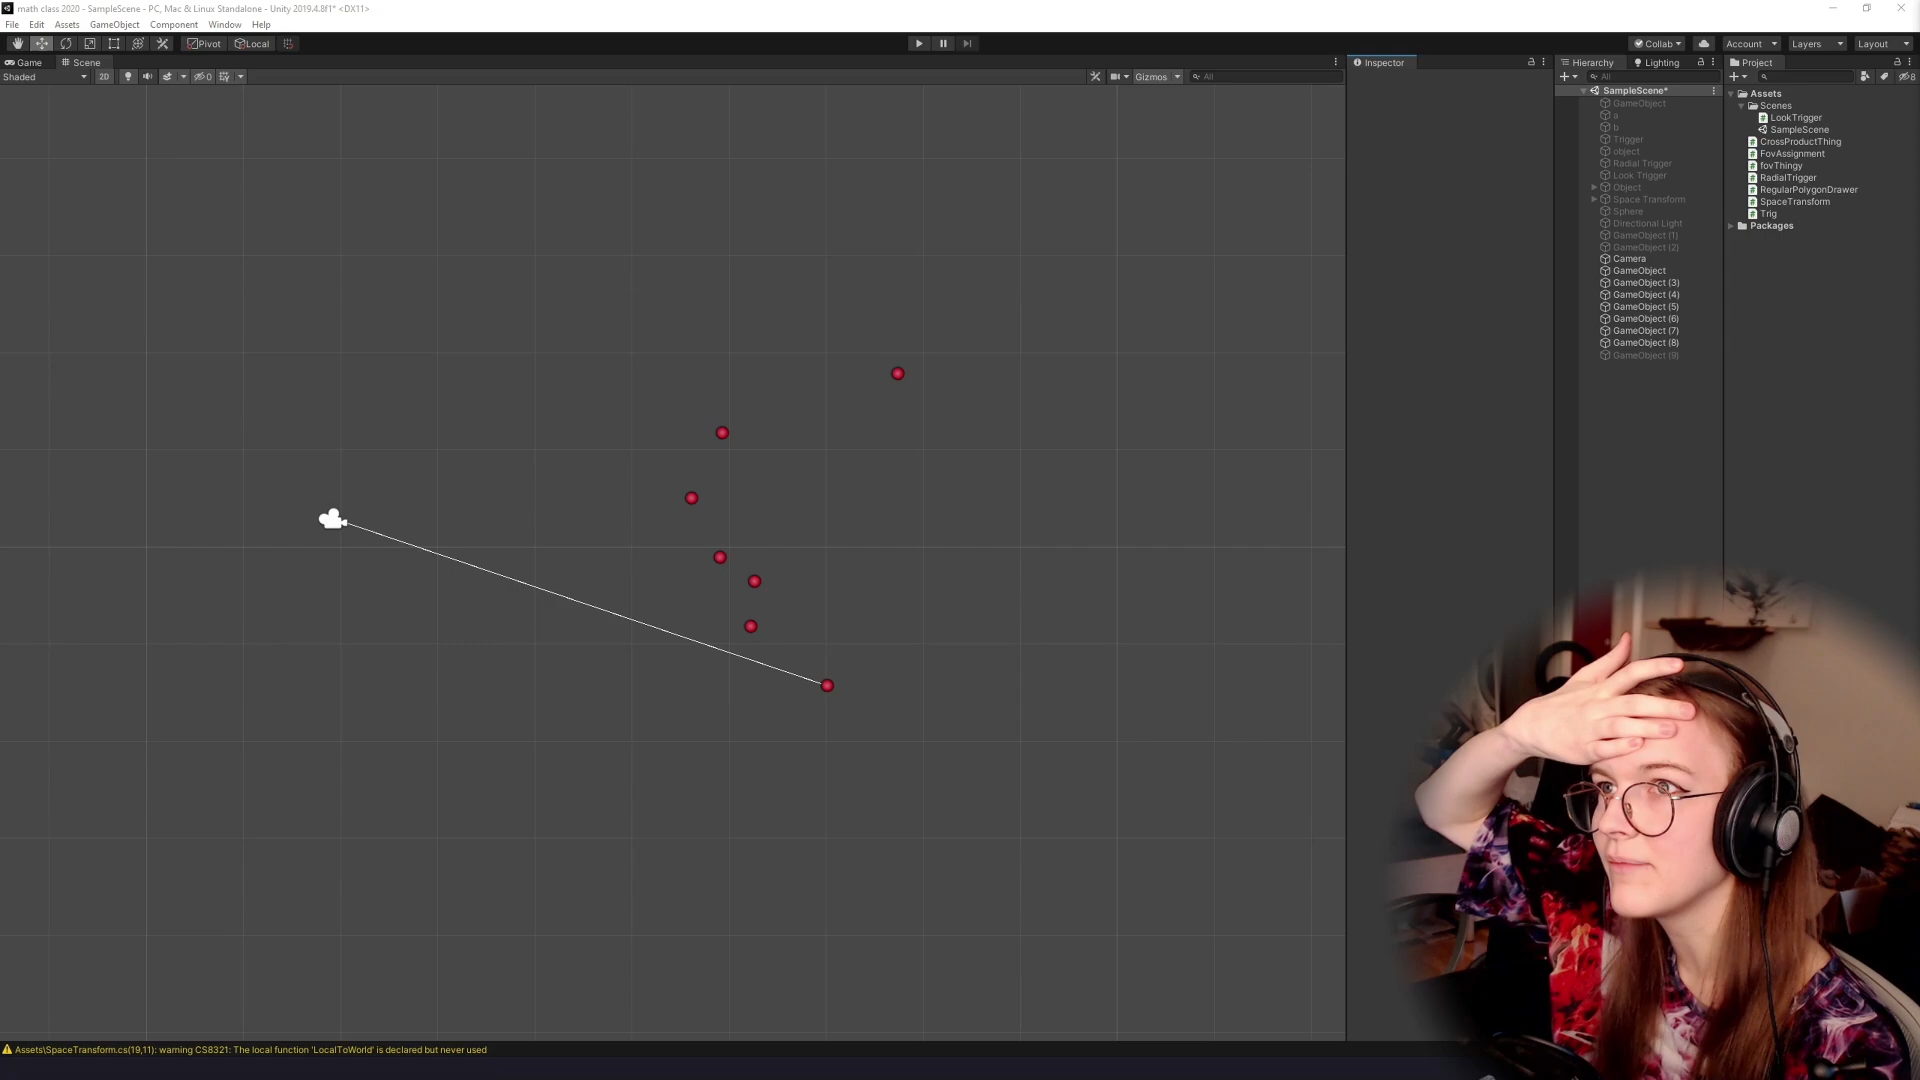 math class 2020 - SampleScene - PC, Mac & Linux Standalone - Unity 2019.4.8f1* <DX11>
File Edit Assets GameObject Component Window Help
Pivot Local Collab Account Layers Layout
Game Scene
Shaded 2D 0 Gizmos All
Inspector
Hierarchy Lighting
All
SampleScene*
GameObject
a
b
Trigger
object
Radial Trigger
Look Trigger
Object
Space Transform
Sphere
Directional Light
GameObject (1)
GameObject (2)
Camera
GameObject
GameObject (3)
GameObject (4)
GameObject (5)
GameObject (6)
GameObject (7)
GameObject (8)
GameObject (9)
Project
8
Assets
Scenes
LookTrigger
SampleScene
CrossProductThing
FovAssignment
fovThingy
RadialTrigger
RegularPolygonDrawer
SpaceTransform
Trig
Packages
Assets\SpaceTransform.cs(19,11): warning CS8321: The local function 'LocalToWorld' is declared but never used